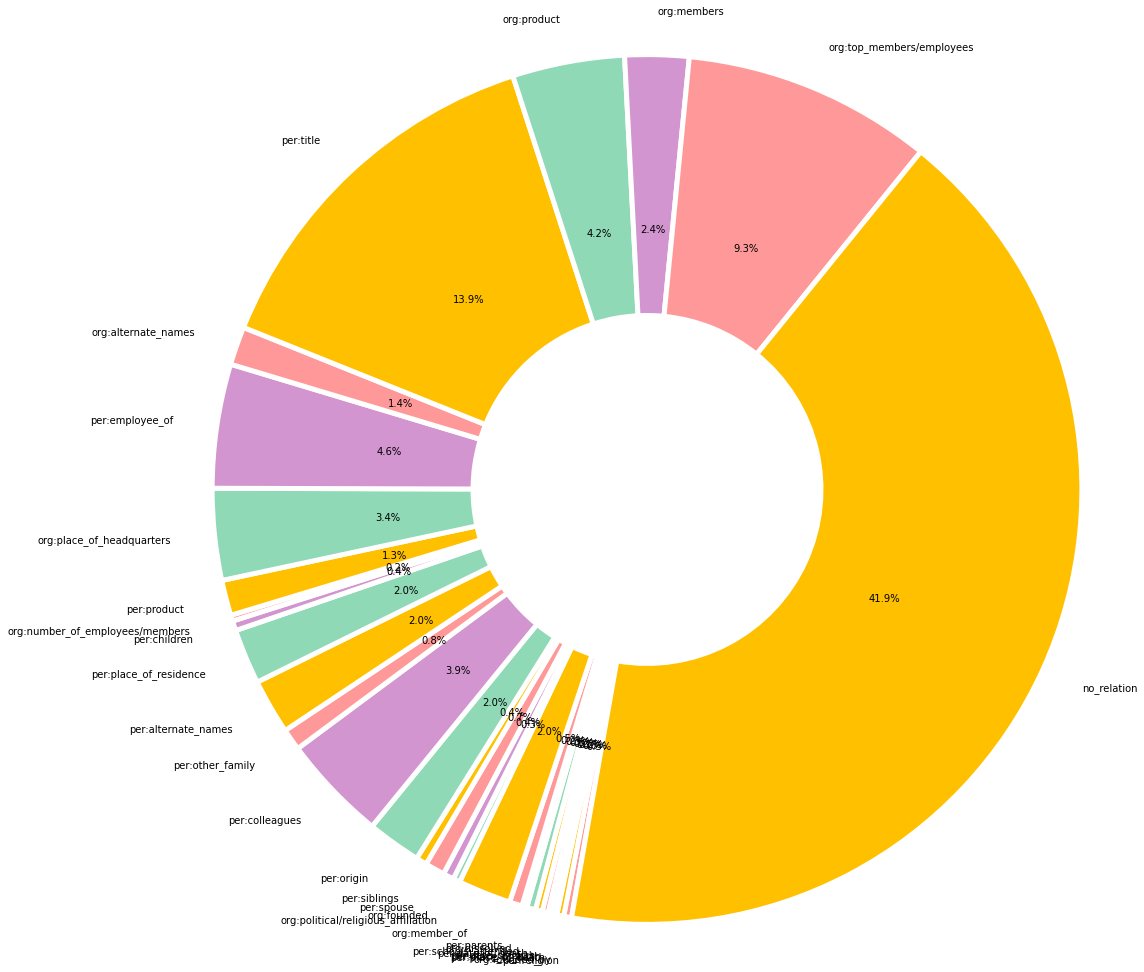 org:members
org:product
org:top_members/employees
per:title
2.4%
4.2%
9.3%
13.9%
org:alternate_names
1.4%
per:employee_of
4.6%
3.4%
org:place_of_headquarters
1.3%
0.2%
0.4%
2.0%
41.9%
per:product
2.0%
org:number_of_employees/members
per:children
0.8%
per:place_of_residence
3.9%
no_relation
2.0%
0.4%
per:alternate_names
2.0%
per:other_family
per:colleagues
per:origin
per:siblings
per:spouse
org:founded
org:political/religious_affiliation
org:member_of
per:parents